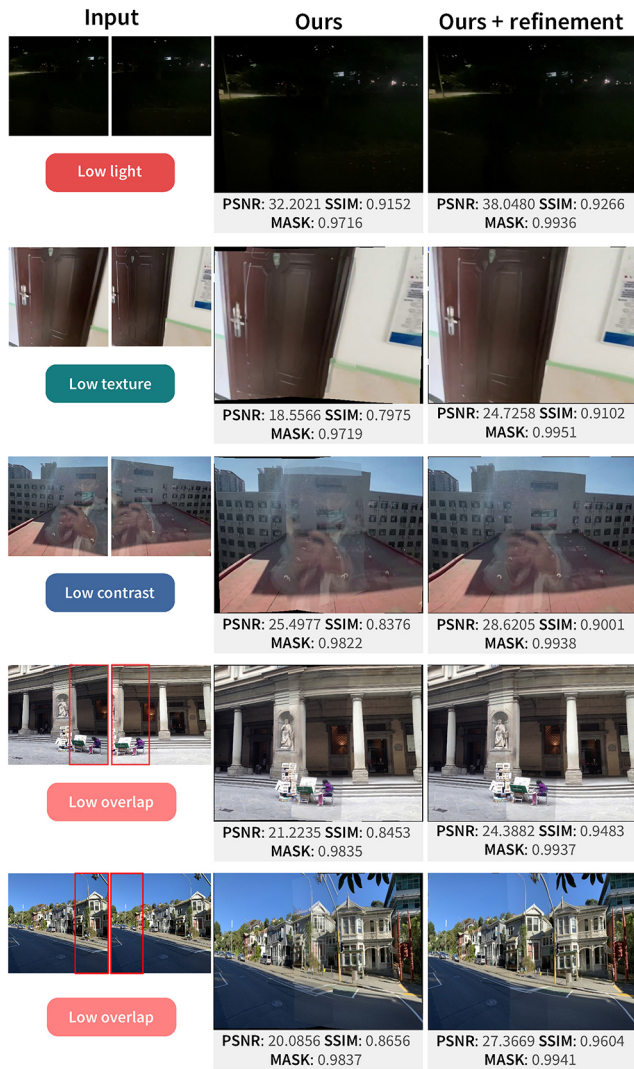 Input
Ours
Ours + refinement
Low light
PSNR: 32.2021 SSIM: 0.9152
MASK: 0.9716
PSNR: 38.0480 SSIM: 0.9266
MASK: 0.9936
Low texture
PSNR: 18.5566 SSIM: 0.7975
MASK: 0.9719
PSNR: 24.7258 SSIM: 0.9102
MASK: 0.9951
Low contrast
PSNR: 25.4977 SSIM: 0.8376
MASK: 0.9822
PSNR: 28.6205 SSIM: 0.9001
MASK: 0.9938
Low overlap
PSNR: 21.2235 SSIM: 0.8453
MASK: 0.9835
PSNR: 24.3882 SSIM: 0.9483
MASK: 0.9937
Low overlap
PSNR: 20.0856 SSIM: 0.8656
MASK: 0.9837
PSNR: 27.3669 SSIM: 0.9604
MASK: 0.9941